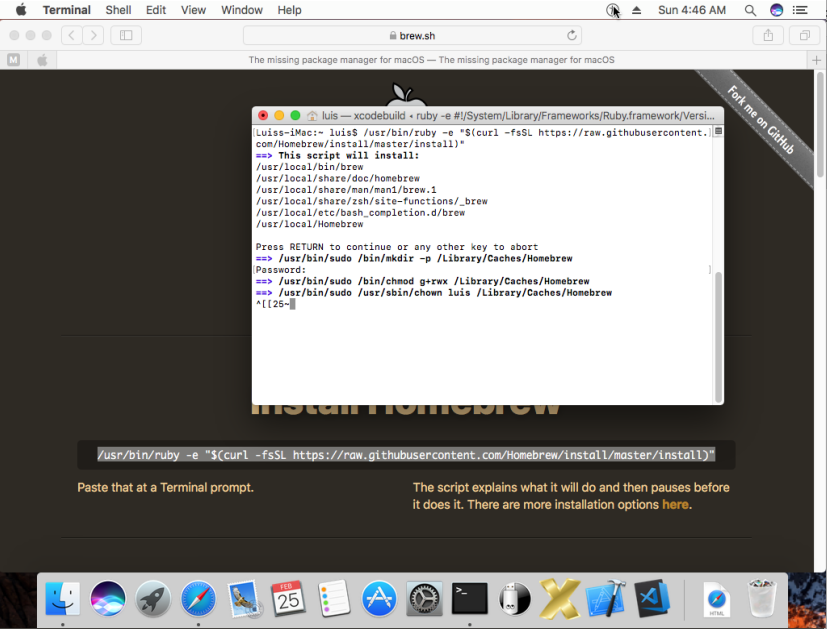 Terminal Shell Edit View Window Help Sun 4:46 AM
brew.sh
M The missing package manager for macOS — The missing package manager for macOS
Fork me on GitHub
luis — xcodebuild ◂ ruby -e #!/System/Library/Frameworks/Ruby.framework/Versi...
Luiss-iMac:~ luis$ /usr/bin/ruby -e "$(curl -fsSL https://raw.githubusercontent.
com/Homebrew/install/master/install)"
==> This script will install:
/usr/local/bin/brew
/usr/local/share/doc/homebrew
/usr/local/share/man/man1/brew.1
/usr/local/share/zsh/site-functions/_brew
/usr/local/etc/bash_completion.d/brew
/usr/local/Homebrew
Press RETURN to continue or any other key to abort
==> /usr/bin/sudo /bin/mkdir -p /Library/Caches/Homebrew
Password:
==> /usr/bin/sudo /bin/chmod g+rwx /Library/Caches/Homebrew
==> /usr/bin/sudo /usr/sbin/chown luis /Library/Caches/Homebrew
^[[25~
Install Homebrew
/usr/bin/ruby -e "$(curl -fsSL https://raw.githubusercontent.com/Homebrew/install/master/install)"
Paste that at a Terminal prompt.
The script explains what it will do and then pauses before
it does it. There are more installation options here.
FEB
25
>_
HTML